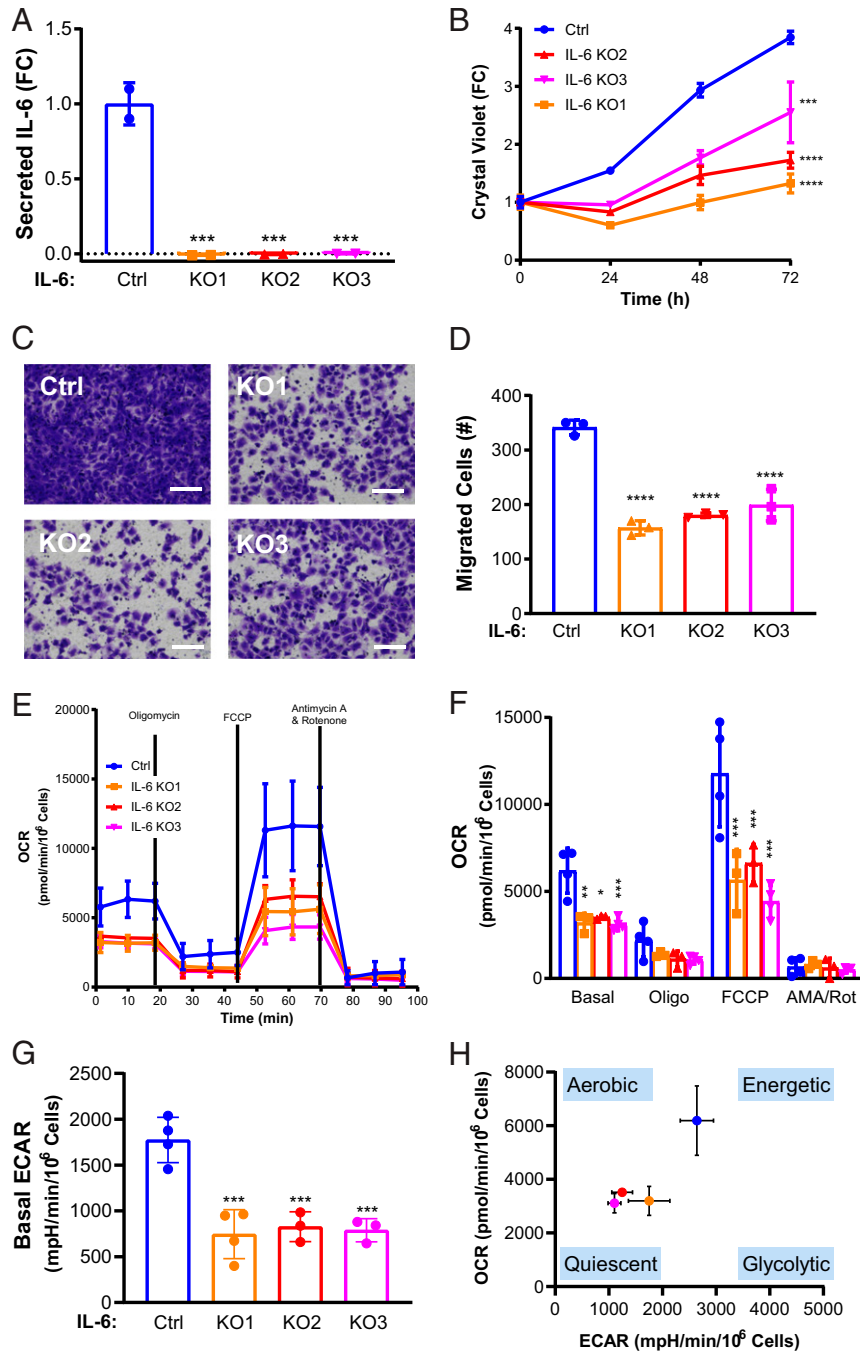 A
Secreted IL-6 (FC)
1.5
1.0
0.5
0.0
*** *** ***
IL-6: Ctrl KO1 KO2 KO3
B
Crystal Violet (FC)
4
3
2
1
0
Ctrl
IL-6 KO2
IL-6 KO3
IL-6 KO1
***
****
****
0 24 48 72
Time (h)
C
Ctrl
KO1
KO2
KO3
D
Migrated Cells (#)
400
300
200
100
0
**** **** ****
IL-6: Ctrl KO1 KO2 KO3
E
OCR
(pmol/min/10⁶ Cells)
20000
15000
10000
5000
0
Oligomycin
FCCP
Antimycin A
& Rotenone
Ctrl
IL-6 KO1
IL-6 KO2
IL-6 KO3
0 10 20 30 40 50 60 70 80 90 100
Time (min)
F
OCR
(pmol/min/10⁶ Cells)
15000
10000
5000
0
** * ***
*** *** ***
Basal Oligo FCCP AMA/Rot
G
Basal ECAR
(mpH/min/10⁶ Cells)
2500
2000
1500
1000
500
0
*** *** ***
IL-6: Ctrl KO1 KO2 KO3
H
OCR (pmol/min/10⁶ Cells)
8000
6000
4000
2000
0
Aerobic
Energetic
Quiescent
Glycolytic
0 1000 2000 3000 4000 5000
ECAR (mpH/min/10⁶ Cells)